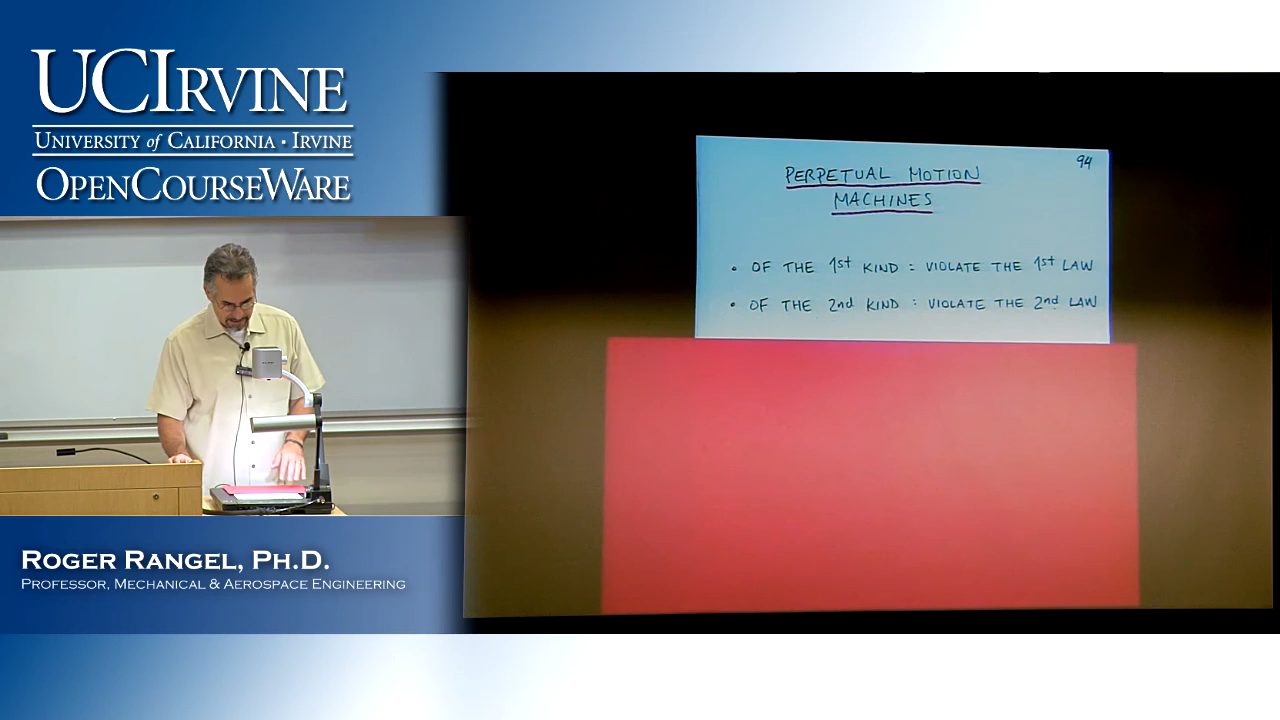 UCIRVINE
UNIVERSITY of CALIFORNIA · IRVINE
OPENCOURSEWARE
94
PERPETUAL MOTION
MACHINES
• OF THE 1st KIND : VIOLATE THE 1st LAW
• OF THE 2nd KIND : VIOLATE THE 2nd LAW
ROGER RANGEL, PH.D.
PROFESSOR, MECHANICAL & AEROSPACE ENGINEERING